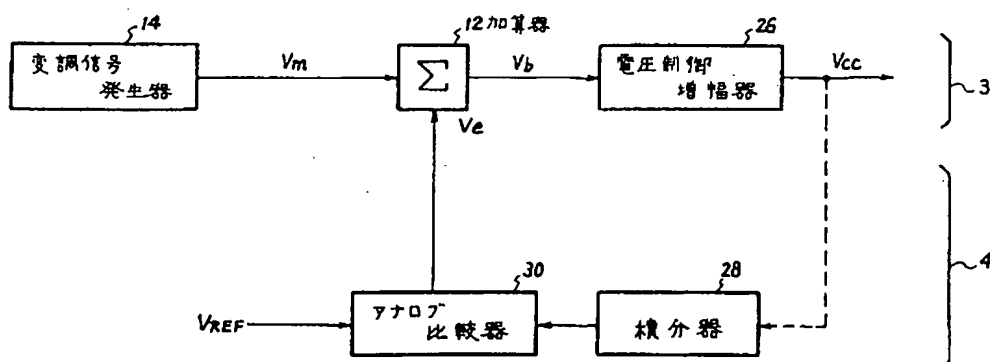 14
変調信号
発生器
Vm
12加算器
Σ
Vb
26
電圧制御
増幅器
Vcc
3
Ve
VREF
30
アナログ
比較器
28
積分器
4